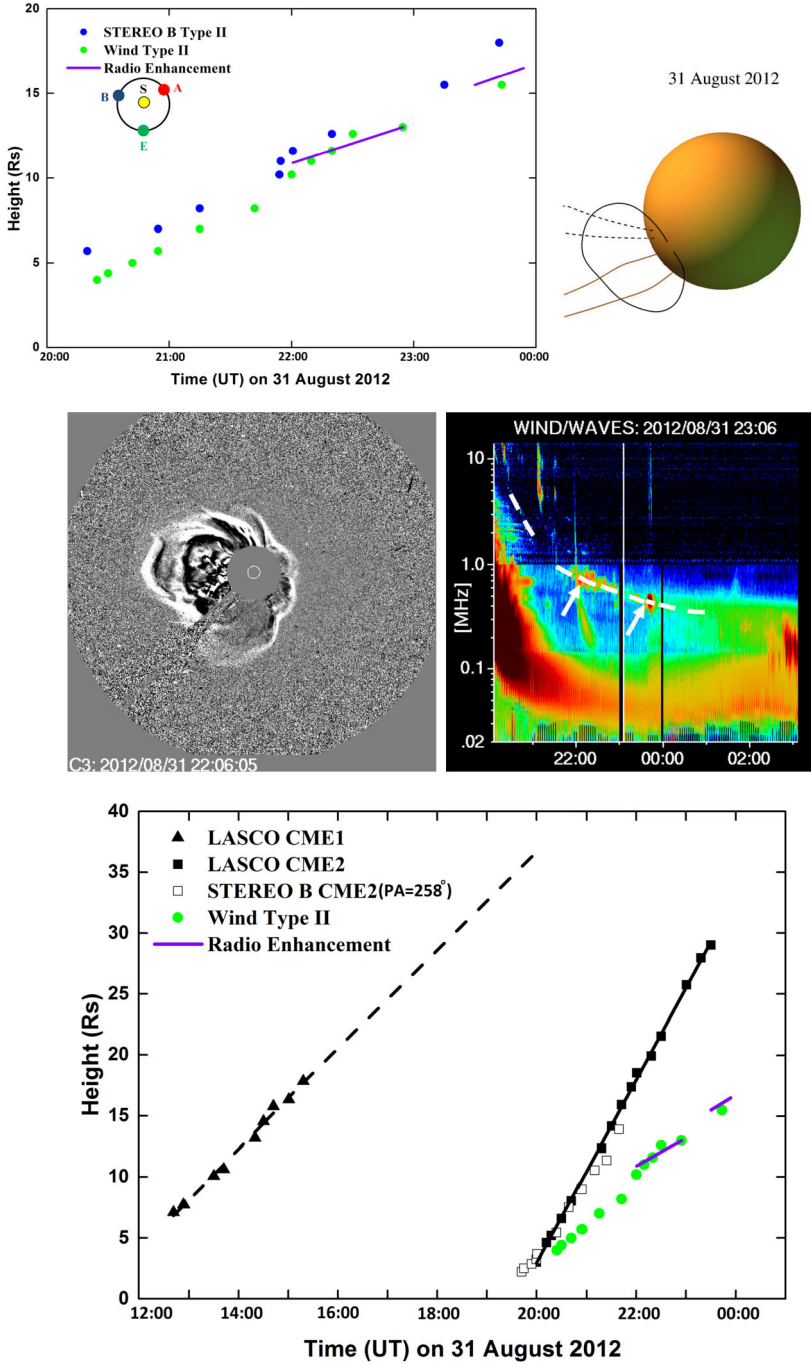 20
15
10
5
0
Height (Rs)
STEREO B Type II
Wind Type II
Radio Enhancement
S
B
A
E
20:00
21:00
22:00
23:00
00:00
Time (UT) on 31 August 2012
31 August 2012
C3: 2012/08/31 22:06:05
WIND/WAVES: 2012/08/31 23:06
10
1.0
[MHz]
0.1
.02
22:00
00:00
02:00
40
35
30
25
20
15
10
5
0
Height (Rs)
LASCO CME1
LASCO CME2
STEREO B CME2(PA=258°)
Wind Type II
Radio Enhancement
12:00
14:00
16:00
18:00
20:00
22:00
00:00
Time (UT) on 31 August 2012